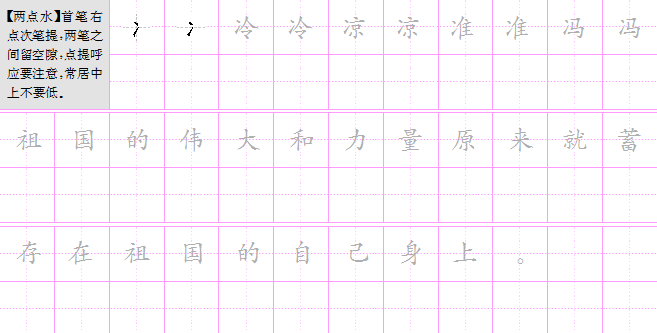 【两点水】首笔右
点次笔提,两笔之
间留空隙,点提呼
应要注意,常居中
上不要低。
冫冫冷冷凉凉准准冯冯
祖国的伟大和力量原来就蓄
存在祖国的自己身上。